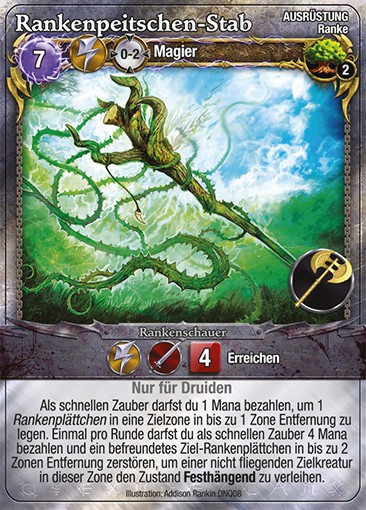 Rankenpeitschen-Stab
AUSRÜSTUNG
Ranke
7
0-2
Magier
2
Rankenschauer
4 Erreichen
Nur für Druiden
Als schnellen Zauber darfst du 1 Mana bezahlen, um 1
Rankenplättchen in eine Zielzone in bis zu 1 Zone Entfernung zu
legen. Einmal pro Runde darfst du als schnellen Zauber 4 Mana
bezahlen und ein befreundetes Ziel-Rankenplättchen in bis zu 2
Zonen Entfernung zerstören, um einer nicht fliegenden Zielkreatur
in dieser Zone den Zustand Festhängend zu verleihen.
Illustration: Addison Rankin DNQ08